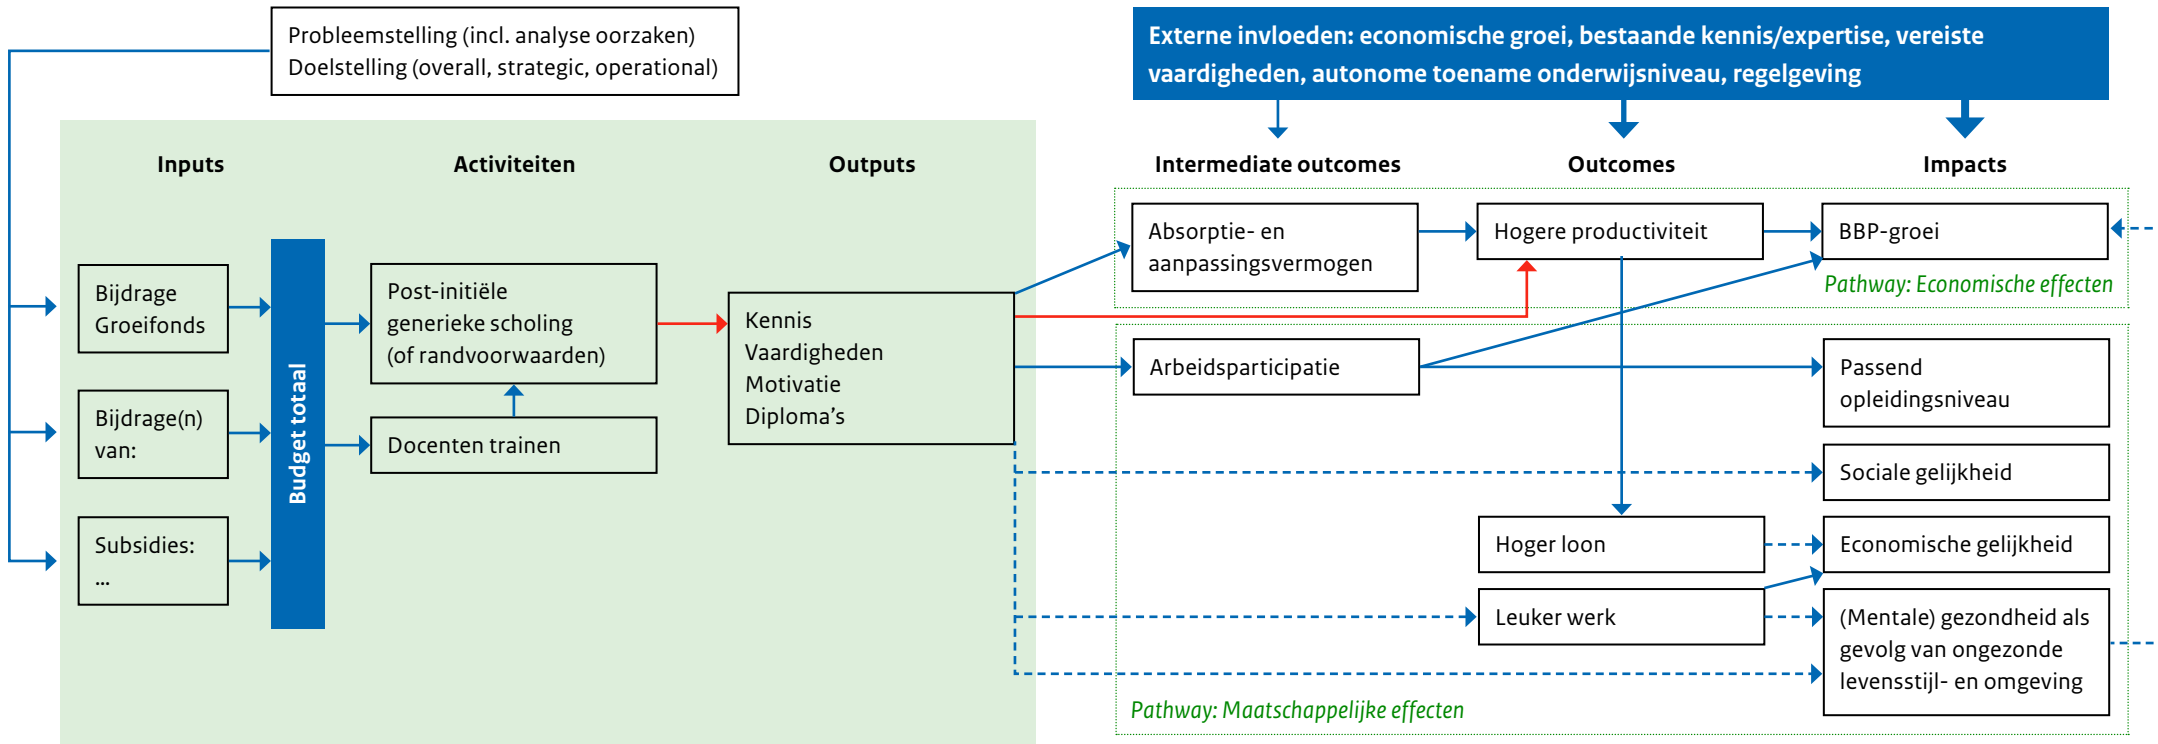 Probleemstelling (incl. analyse oorzaken)
Doelstelling (overall, strategic, operational)
Externe invloeden: economische groei, bestaande kennis/expertise, vereiste
vaardigheden, autonome toename onderwijsniveau, regelgeving
Inputs
Activiteiten
Outputs
Intermediate outcomes
Outcomes
Impacts
Bijdrage
Groeifonds
Bijdrage(n)
van:
Subsidies:
...
Budget totaal
Post-initiële
generieke scholing
(of randvoorwaarden)
Docenten trainen
Kennis
Vaardigheden
Motivatie
Diploma's
Absorptie- en
aanpassingsvermogen
Hogere productiviteit
BBP-groei
Pathway: Economische effecten
Arbeidsparticipatie
Passend
opleidingsniveau
Sociale gelijkheid
Hoger loon
Economische gelijkheid
Leuker werk
(Mentale) gezondheid als
gevolg van ongezonde
levensstijl- en omgeving
Pathway: Maatschappelijke effecten